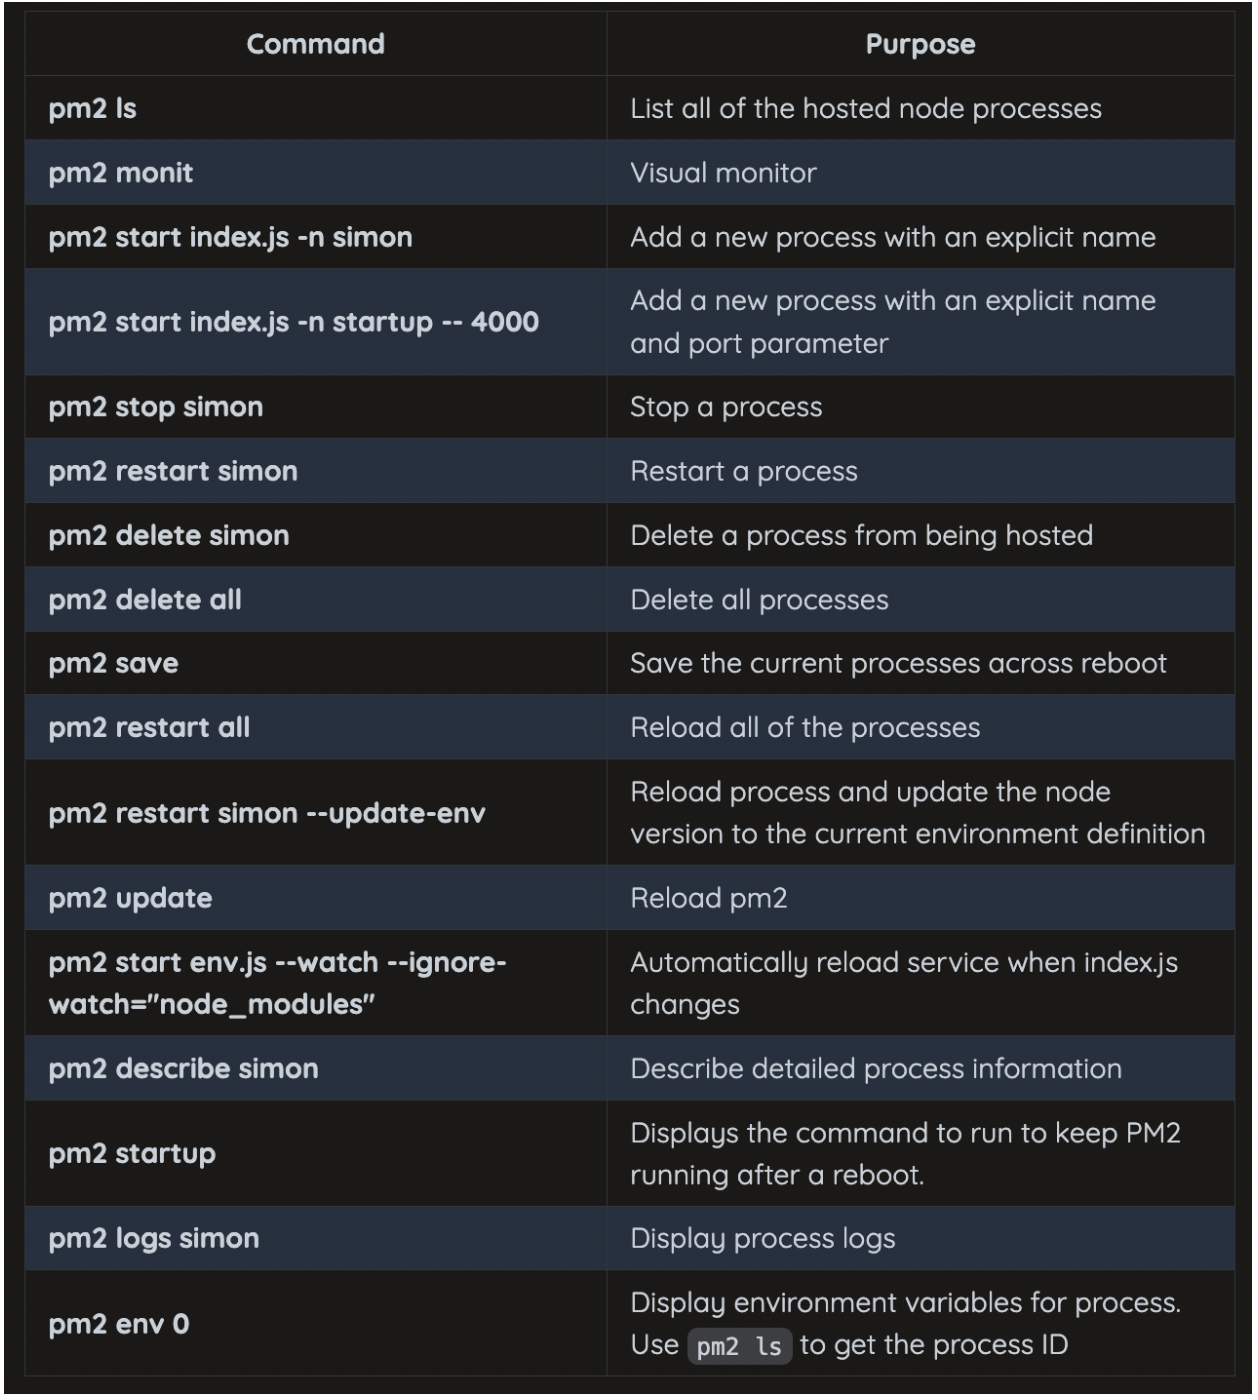 Command
Purpose
pm2 ls
List all of the hosted node processes
pm2 monit
Visual monitor
pm2 start index.js -n simon
Add a new process with an explicit name
pm2 start index.js -n startup -- 4000
Add a new process with an explicit name
and port parameter
pm2 stop simon
Stop a process
pm2 restart simon
Restart a process
pm2 delete simon
Delete a process from being hosted
pm2 delete all
Delete all processes
pm2 save
Save the current processes across reboot
pm2 restart all
Reload all of the processes
pm2 restart simon --update-env
Reload process and update the node
version to the current environment definition
pm2 update
Reload pm2
pm2 start env.js --watch --ignore-
watch="node_modules"
Automatically reload service when index.js
changes
pm2 describe simon
Describe detailed process information
pm2 startup
Displays the command to run to keep PM2
running after a reboot.
pm2 logs simon
Display process logs
pm2 env 0
Display environment variables for process.
Use pm2 ls to get the process ID